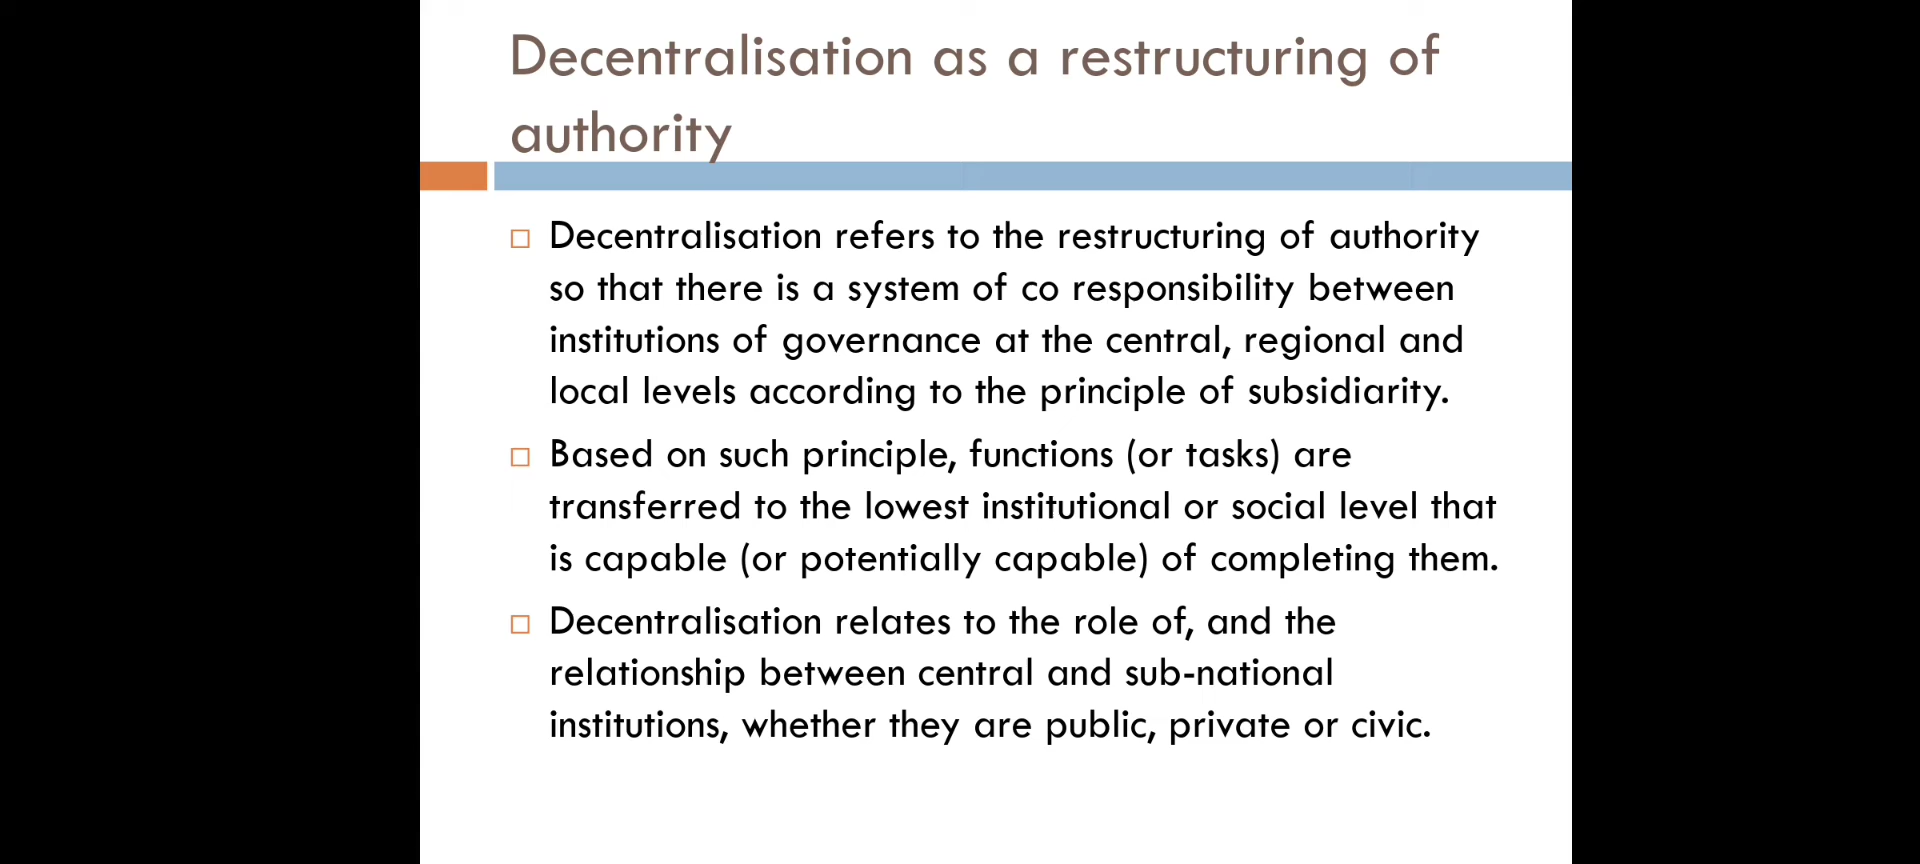 Decentralisation as a restructuring of
authority
Decentralisation refers to the restructuring of authority
so that there is a system of co responsibility between
institutions of governance at the central, regional and
local levels according to the principle of subsidiarity.
Based on such principle, functions (or tasks) are
transferred to the lowest institutional or social level that
is capable (or potentially capable) of completing them.
Decentralisation relates to the role of, and the
relationship between central and sub-national
institutions, whether they are public, private or civic.